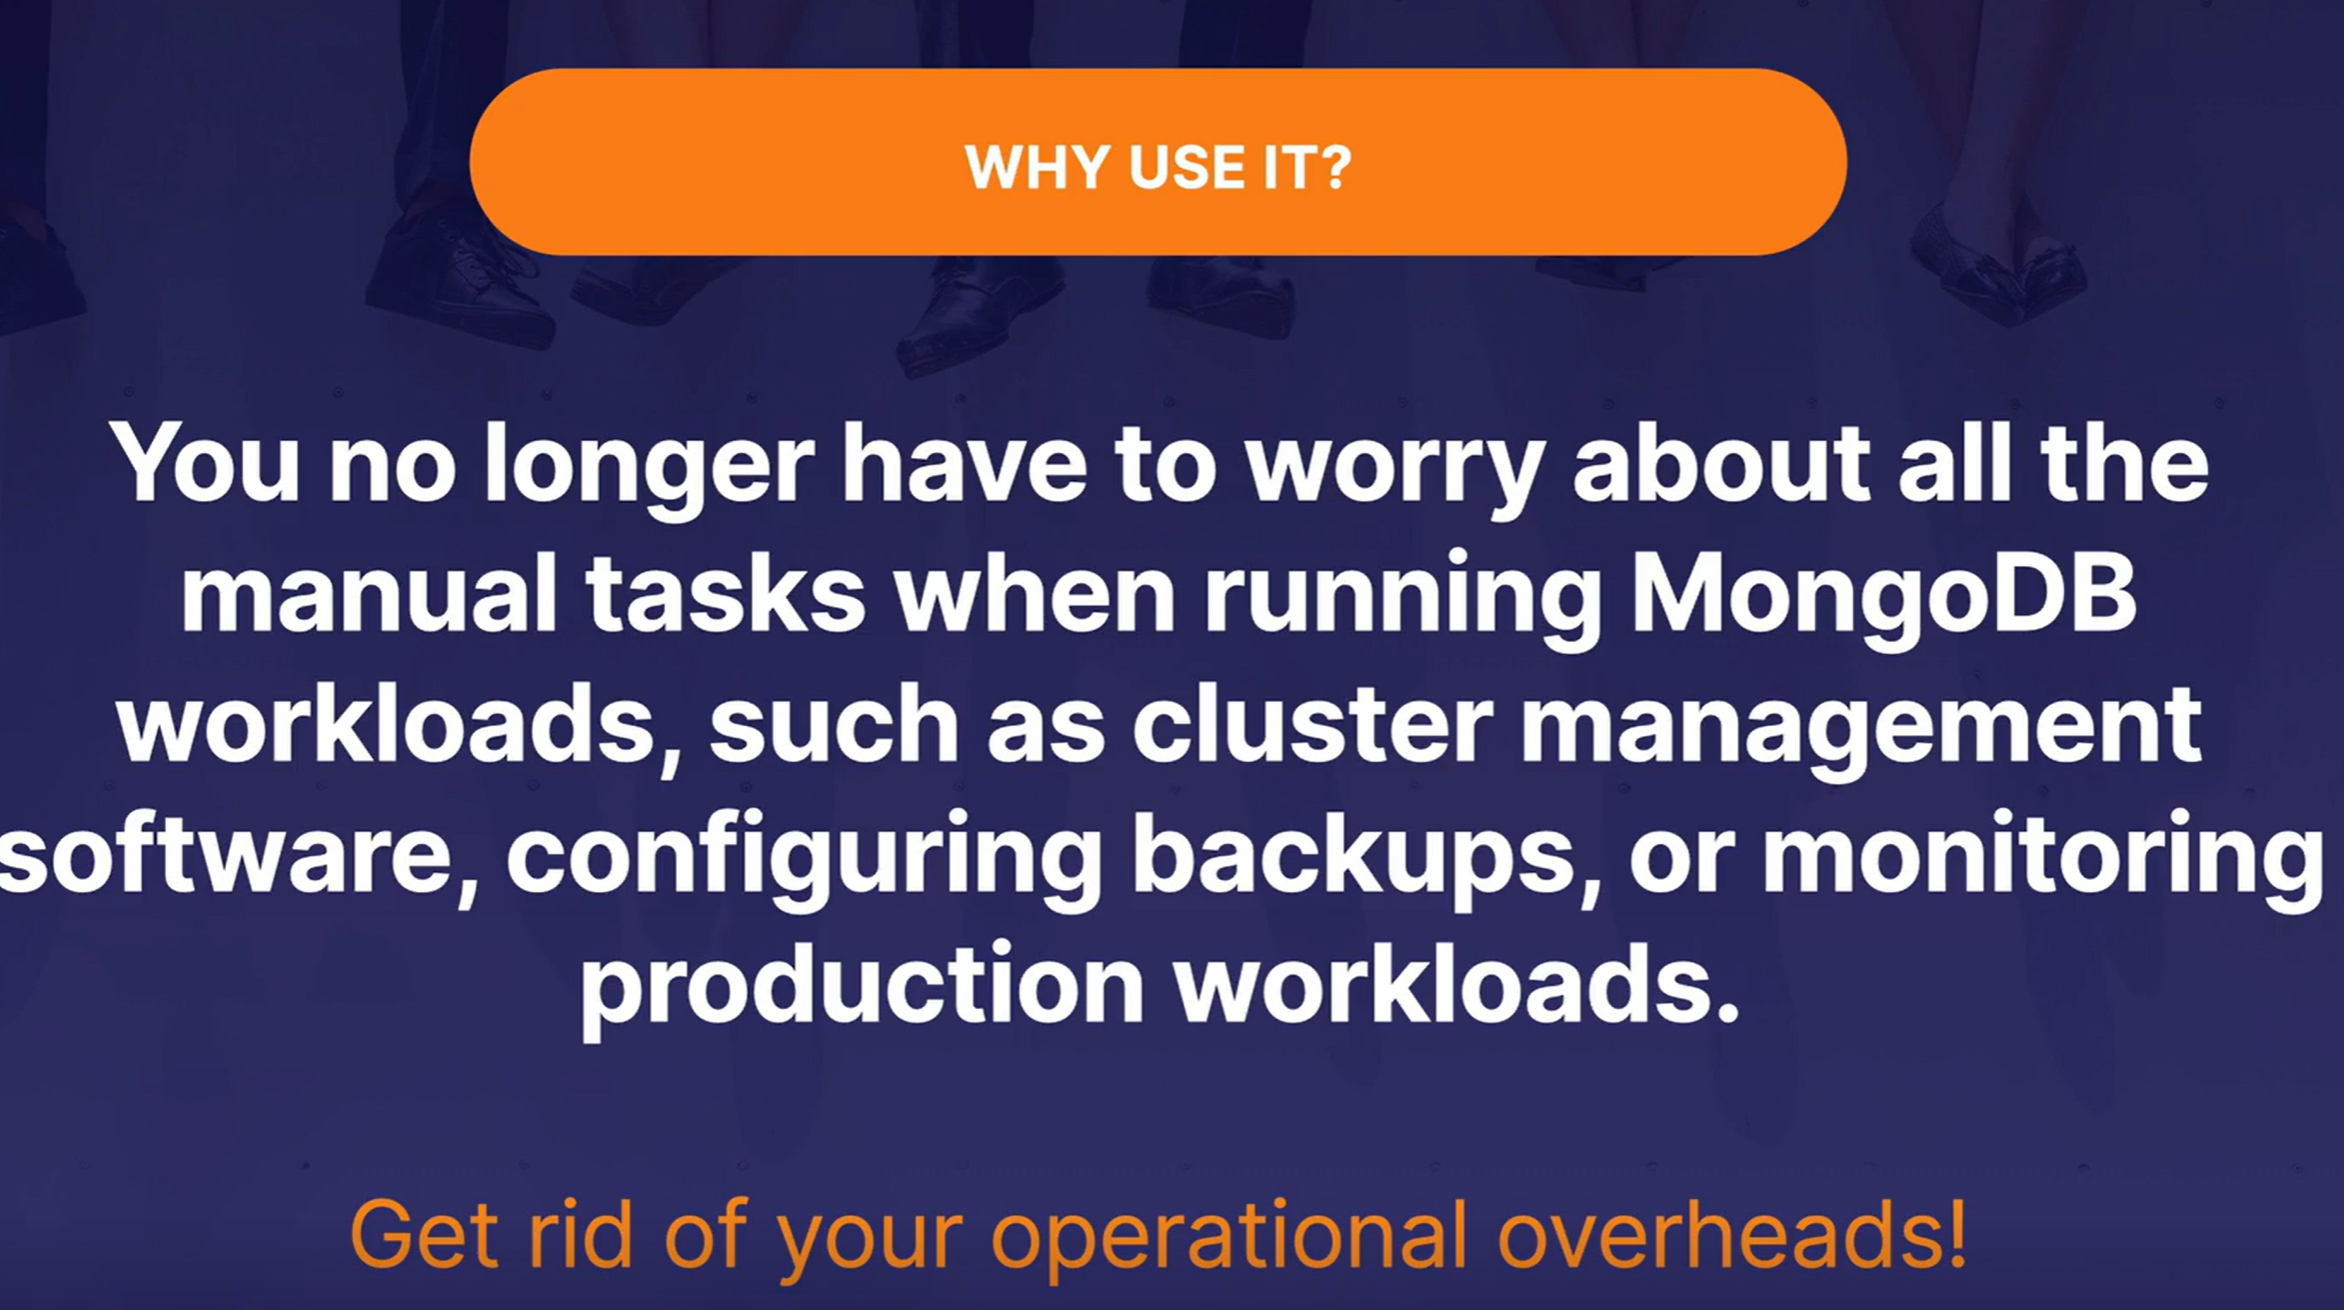 WHY USE IT?
You no longer have to worry about all the
manual tasks when running MongoDB
workloads, such as cluster management
software, configuring backups, or monitoring
production workloads.
Get rid of your operational overheads!